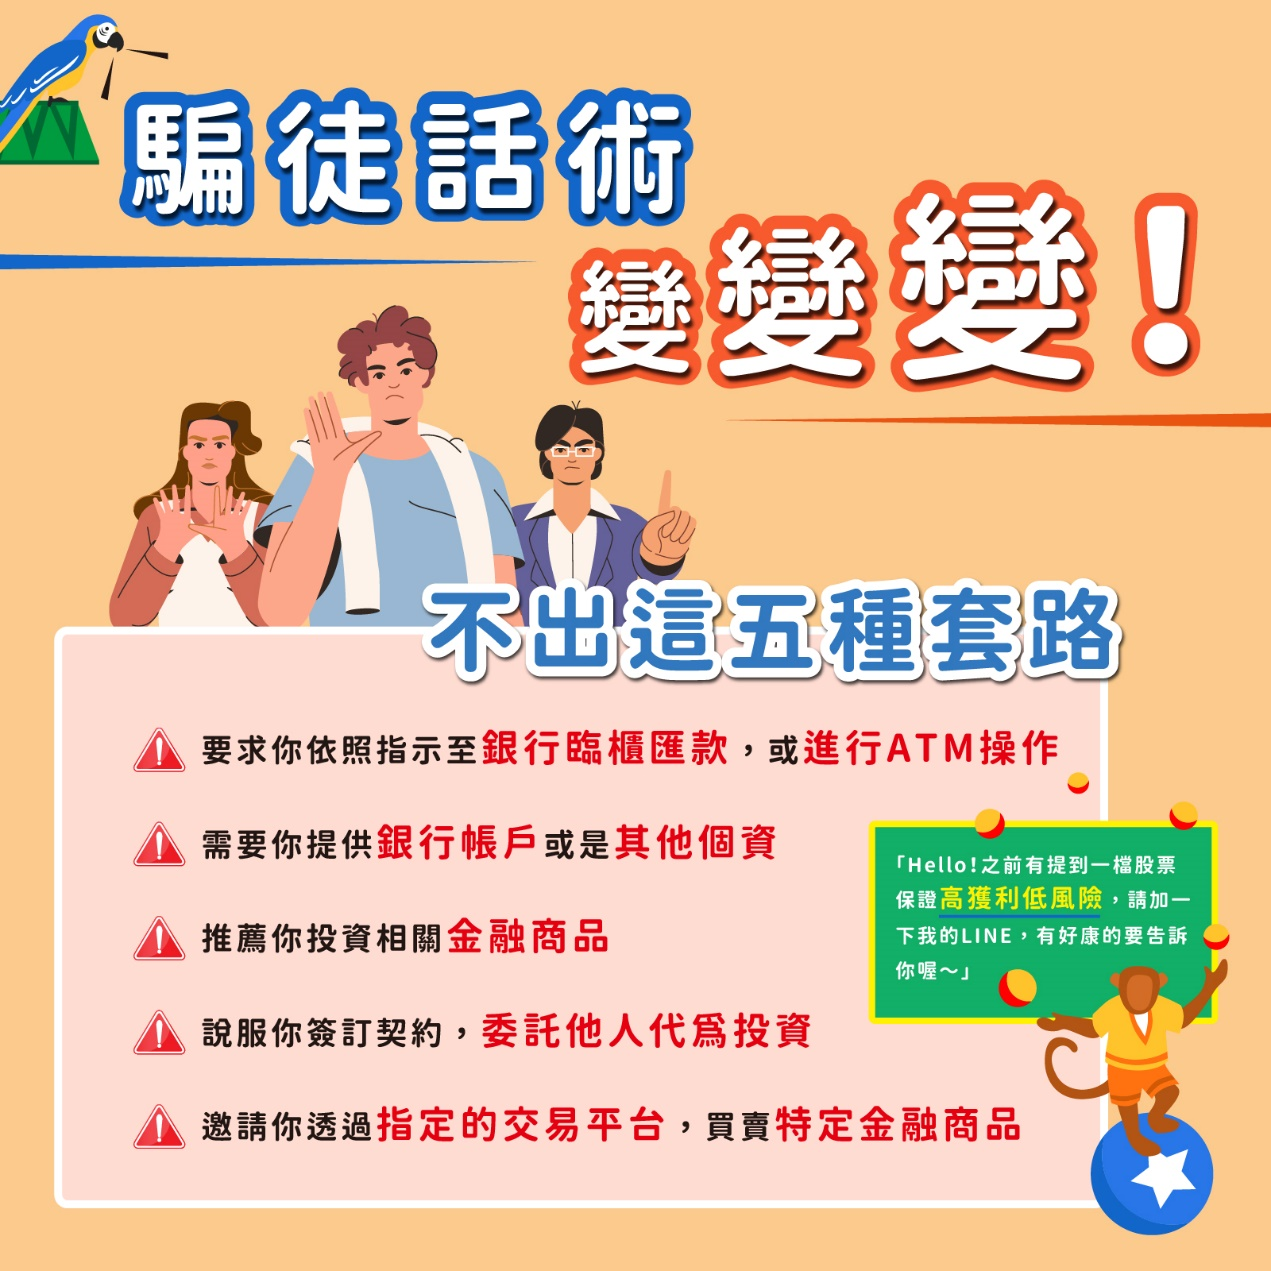 騙徒話術
變變變！
不出這五種套路
要求你依照指示至銀行臨櫃匯款，或進行ATM操作
需要你提供銀行帳戶或是其他個資
推薦你投資相關金融商品
說服你簽訂契約，委託他人代為投資
邀請你透過指定的交易平台，買賣特定金融商品
「Hello！之前有提到一檔股票
保證高獲利低風險，請加一
下我的LINE，有好康的要告訴
你喔～」